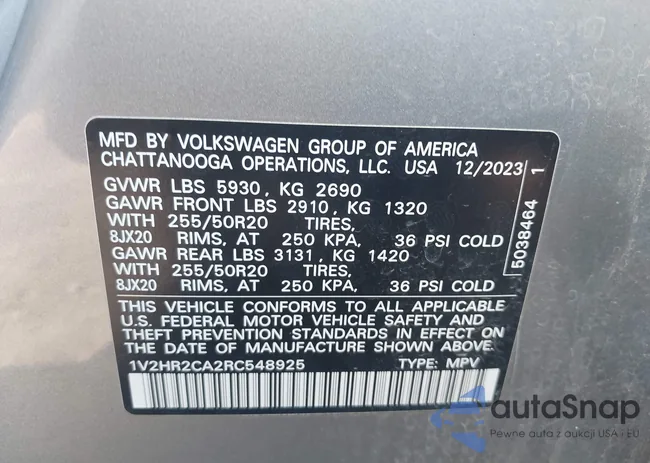 MFD BY VOLKSWAGEN GROUP OF AMERICA
CHATTANOOGA OPERATIONS, LLC. USA 12/2023
GVWR LBS 5930, KG 2690
GAWR FRONT LBS 2910, KG 1320
WITH 255/50R20 TIRES,
8JX20 RIMS, AT 250 KPA, 36 PSI COLD
GAWR REAR LBS 3131, KG 1420
WITH 255/50R20 TIRES,
8JX20 RIMS, AT 250 KPA, 36 PSI COLD
THIS VEHICLE CONFORMS TO ALL APPLICABLE
U.S. FEDERAL MOTOR VEHICLE SAFETY AND
THEFT PREVENTION STANDARDS IN EFFECT ON
THE DATE OF MANUFACTURE SHOWN ABOVE.
1V2HR2CA2RC548925 TYPE: MPV
5038464 1
autaSnap
Pewne auta z aukcji USA i EU